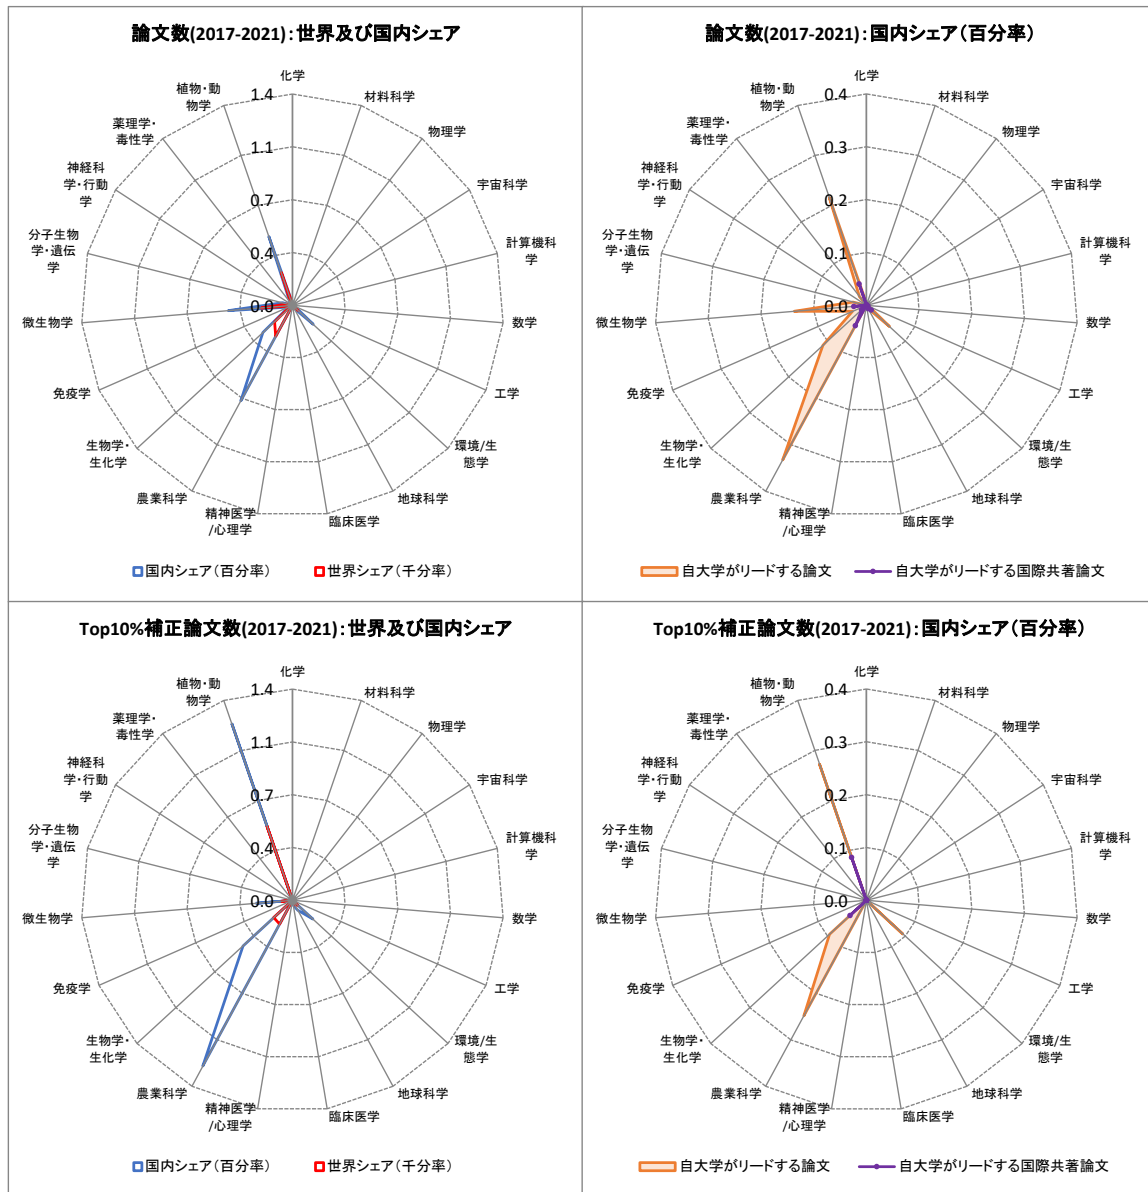 論文数(2017-2021)：世界及び国内シェア
化学
材料科学
物理学
宇宙科学
計算機科
学
数学
工学
環境/生
態学
地球科学
臨床医学
精神医学
/心理学
農業科学
生物学・
生化学
免疫学
微生物学
分子生物
学・遺伝
学
神経科
学・行動
学
薬理学・
毒性学
植物・動
物学
1.4
1.1
0.7
0.4
0.0
国内シェア（百分率）
世界シェア（千分率）
論文数(2017-2021)：国内シェア（百分率）
化学
材料科学
物理学
宇宙科学
計算機科
学
数学
工学
環境/生
態学
地球科学
臨床医学
精神医学
/心理学
農業科学
生物学・
生化学
免疫学
微生物学
分子生物
学・遺伝
学
神経科
学・行動
学
薬理学・
毒性学
植物・動
物学
0.4
0.3
0.2
0.1
0.0
自大学がリードする論文
自大学がリードする国際共著論文
Top10%補正論文数(2017-2021)：世界及び国内シェア
化学
材料科学
物理学
宇宙科学
計算機科
学
数学
工学
環境/生
態学
地球科学
臨床医学
精神医学
/心理学
農業科学
生物学・
生化学
免疫学
微生物学
分子生物
学・遺伝
学
神経科
学・行動
学
薬理学・
毒性学
植物・動
物学
1.4
1.1
0.7
0.4
0.0
国内シェア（百分率）
世界シェア（千分率）
Top10%補正論文数(2017-2021)：国内シェア（百分率）
化学
材料科学
物理学
宇宙科学
計算機科
学
数学
工学
環境/生
態学
地球科学
臨床医学
精神医学
/心理学
農業科学
生物学・
生化学
免疫学
微生物学
分子生物
学・遺伝
学
神経科
学・行動
学
薬理学・
毒性学
植物・動
物学
0.4
0.3
0.2
0.1
0.0
自大学がリードする論文
自大学がリードする国際共著論文